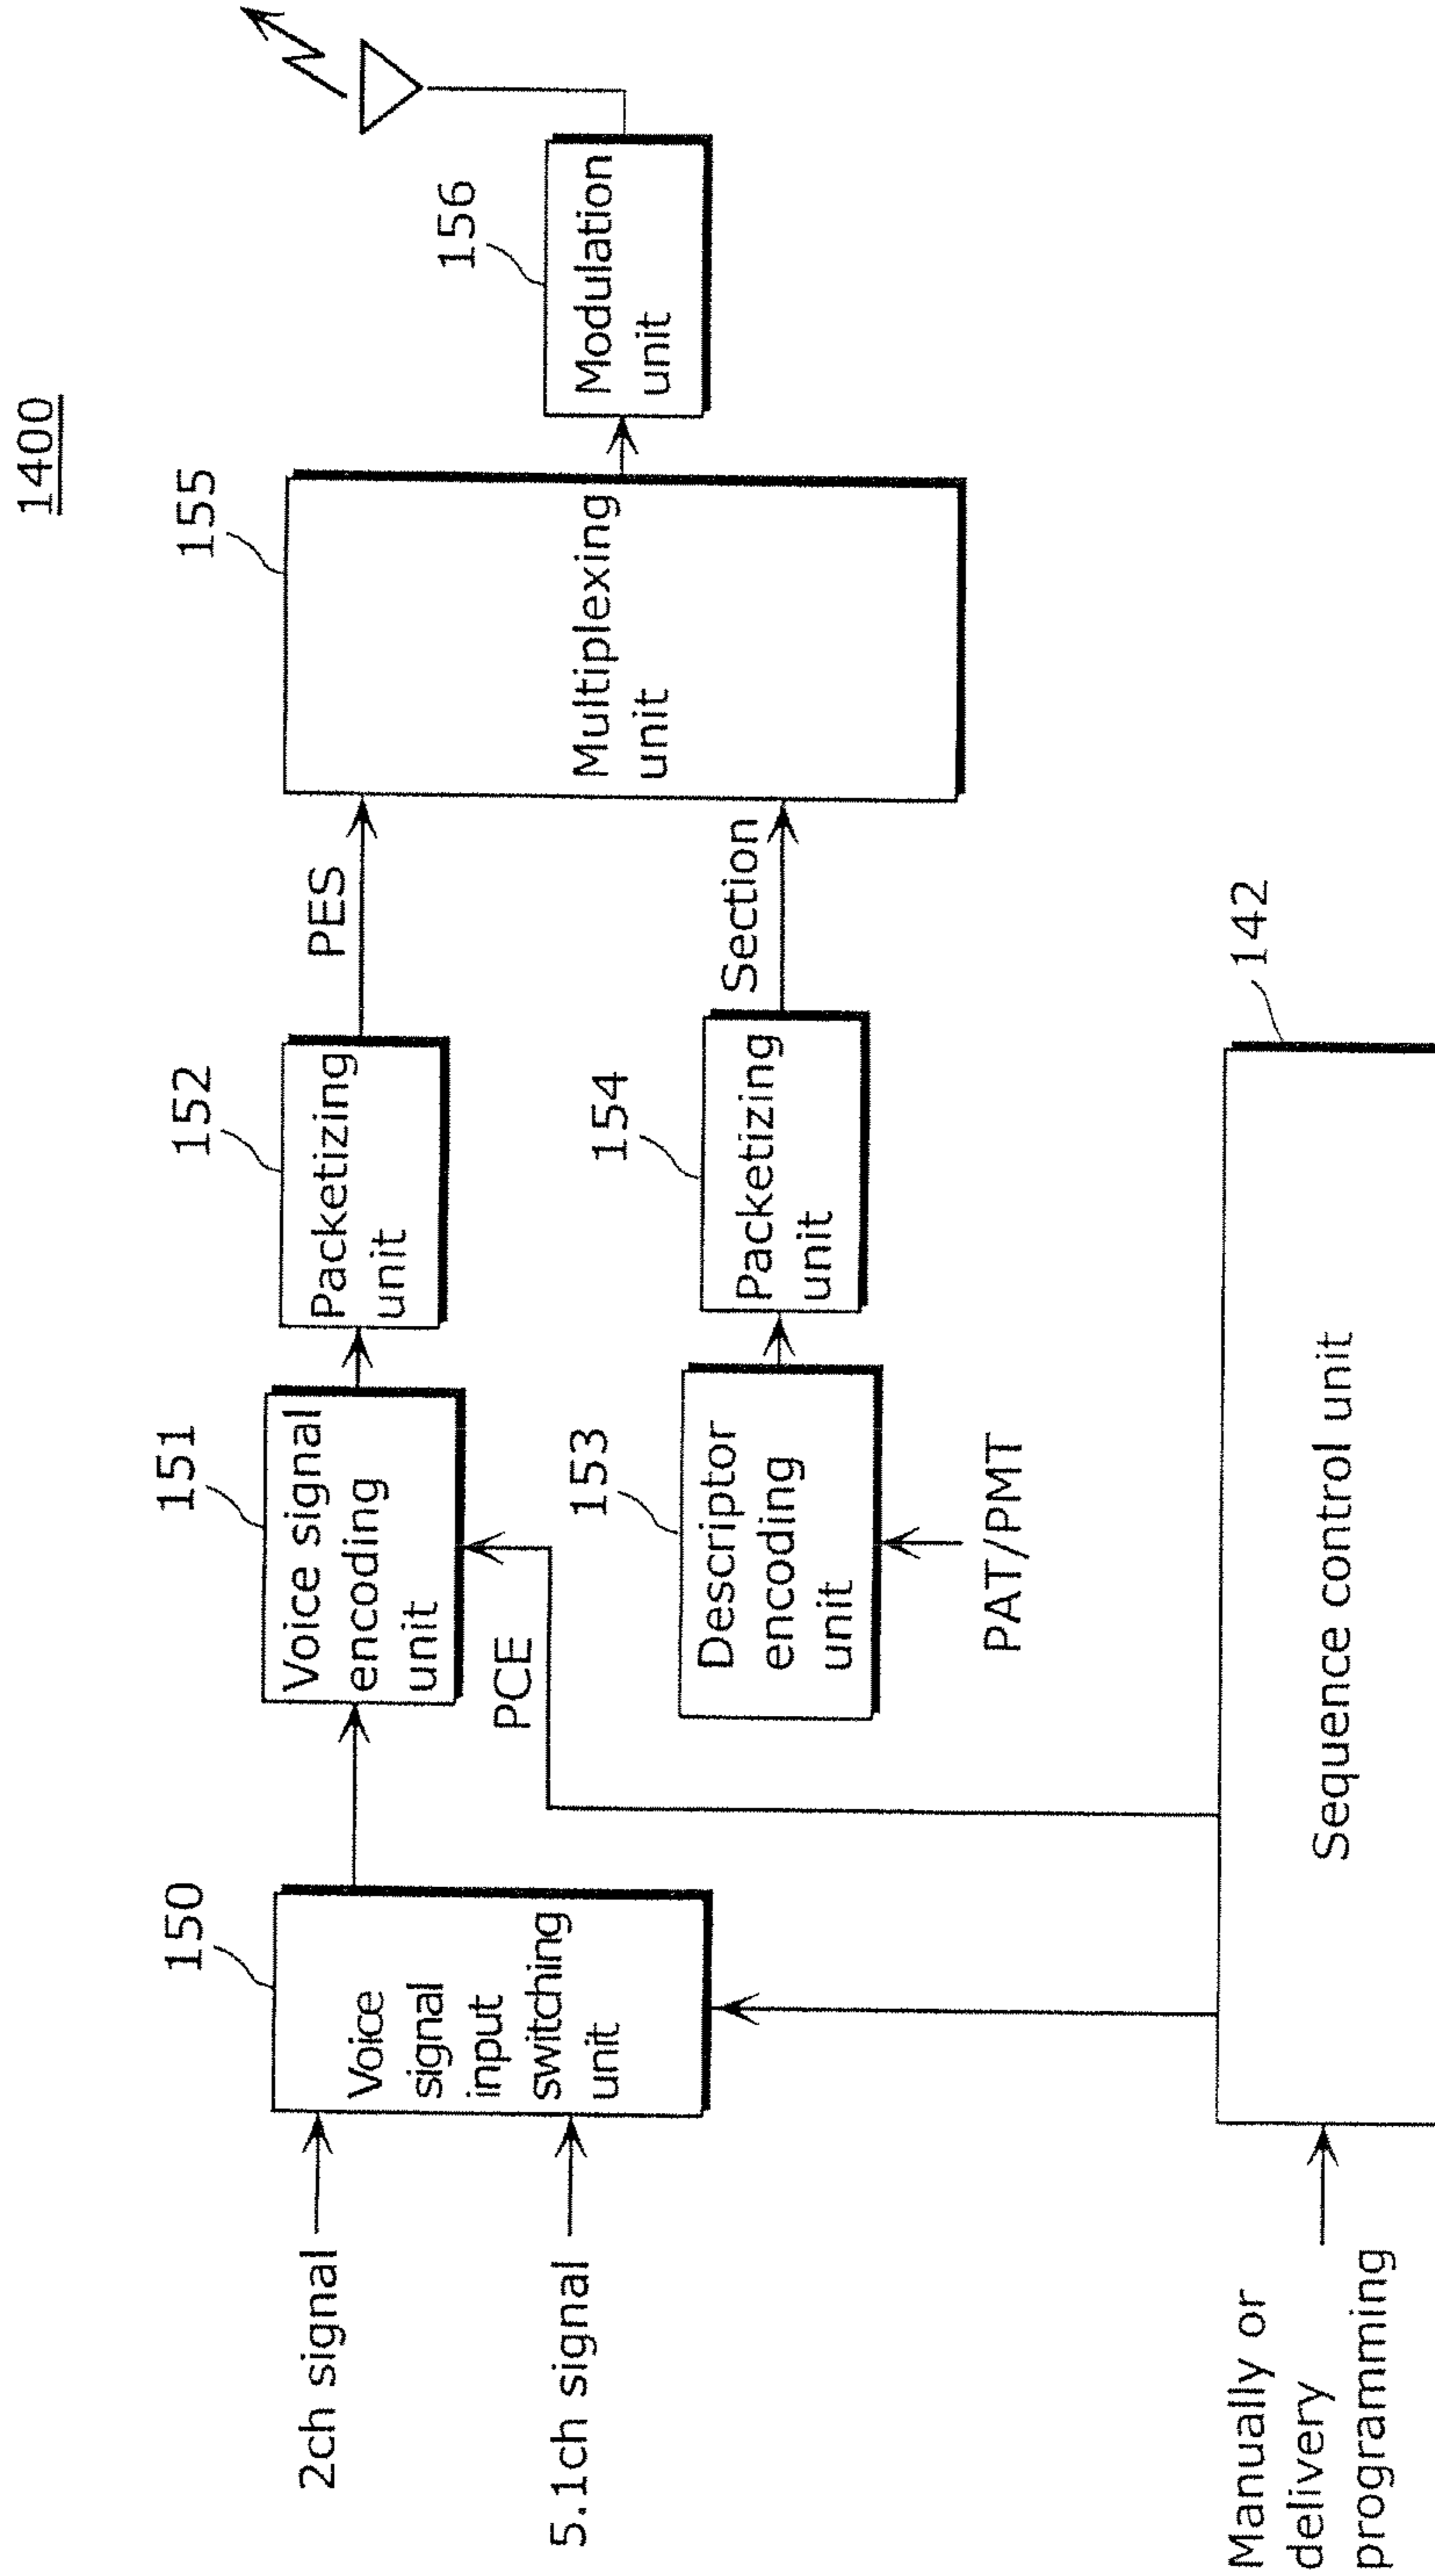 1400
150
151
152
155
156
2ch signal
5.1ch signal
Voice
signal
input
switching
unit
Voice signal
encoding
unit
Packetizing
unit
PES
Multiplexing
unit
Modulation
unit
PCE
153
154
Descriptor
encoding
unit
Packetizing
unit
Section
PAT/PMT
142
Manually or
delivery
programming
Sequence control unit